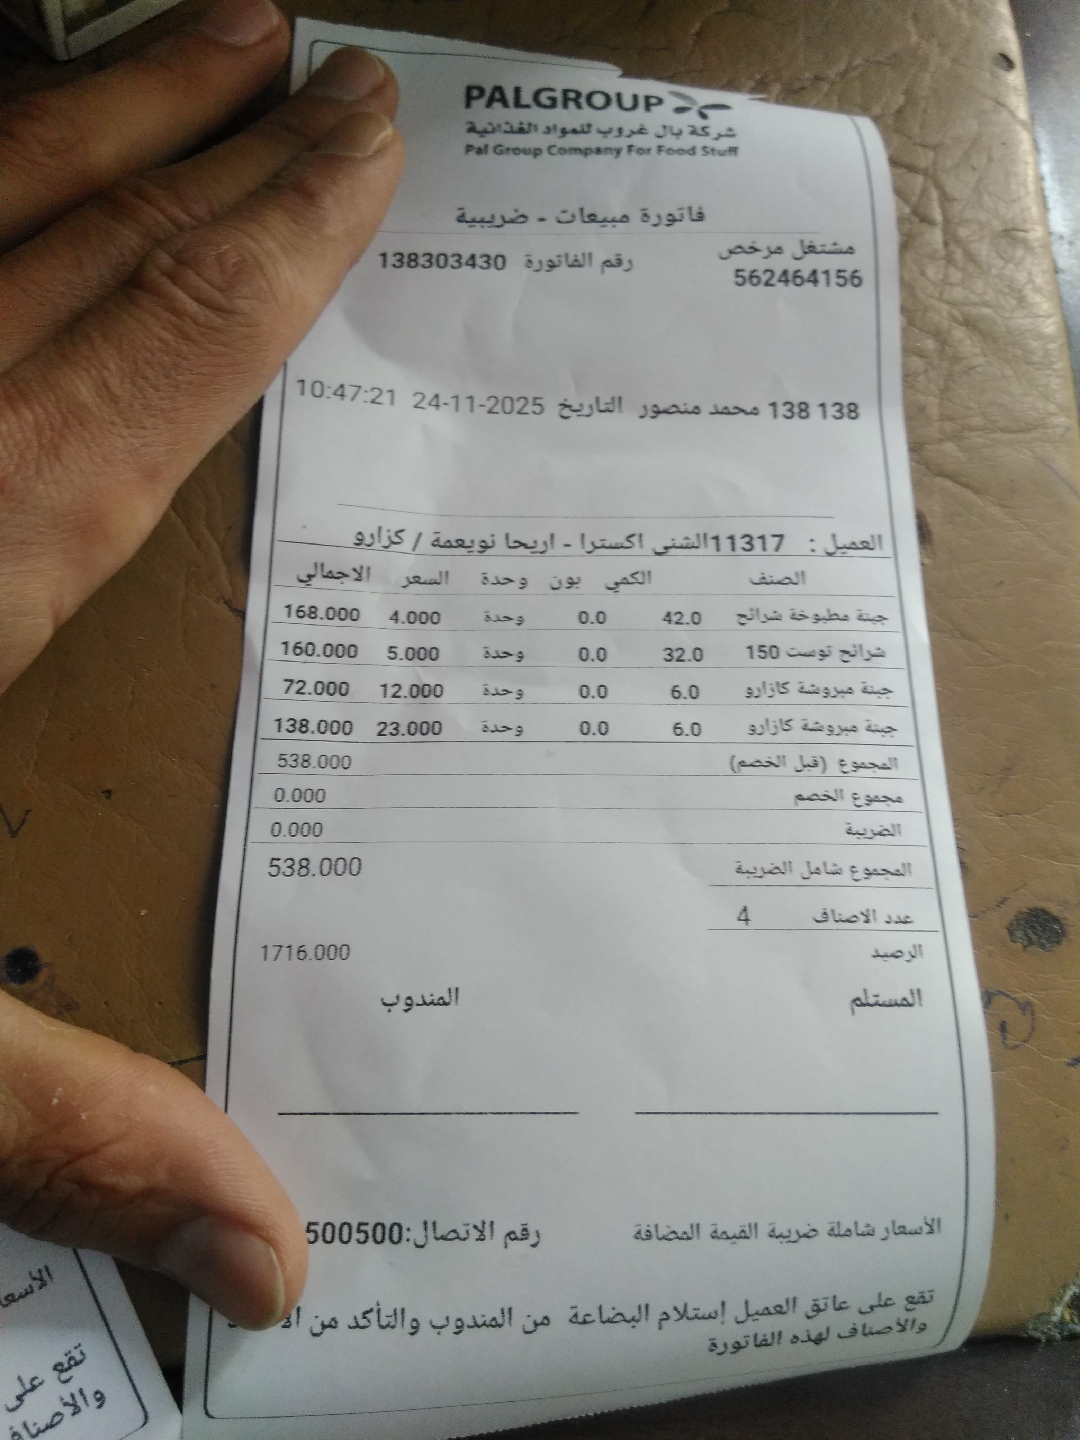 PALGROUP
شركة بال غروب للمواد الغذائية
Pal Group Company For Food Stuff
فاتورة مبيعات - ضريبية
مشتغل مرخص
562464156
رقم الفاتورة 138303430
138 138 محمد منصور التاريخ 24-11-2025 10:47:21
العميل : 11317الشني اكسترا - اريحا نويعمة / كزارو
الصنف الكمي بون وحدة السعر الاجمالي
جبنة مطبوخة شرائح 42.0 0.0 وحدة 4.000 168.000
شرائح توست 150 32.0 0.0 وحدة 5.000 160.000
جبنة مبروشة كازارو 6.0 0.0 وحدة 12.000 72.000
جبنة مبروشة كازارو 6.0 0.0 وحدة 23.000 138.000
المجموع (قبل الخصم) 538.000
مجموع الخصم 0.000
الضريبة 0.000
المجموع شامل الضريبة 538.000
عدد الاصناف 4
الرصيد 1716.000
المستلم المندوب
الأسعار شاملة ضريبة القيمة المضافة رقم الاتصال:500500
تقع على عاتق العميل إستلام البضاعة من المندوب والتأكد من
والأصناف لهذه الفاتورة
تقع على